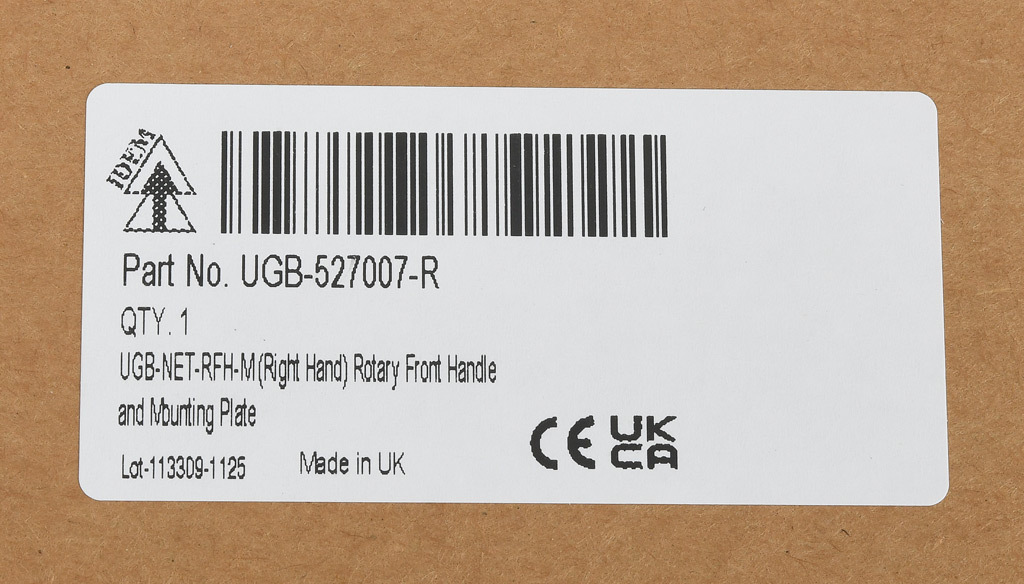 IDEM
Part No. UGB-527007-R
QTY. 1
UGB-NET-RFH-M(Right Hand) Rotary Front Handle
and Mounting Plate
Lot-113309-1125 Made in UK
CE UK
CA